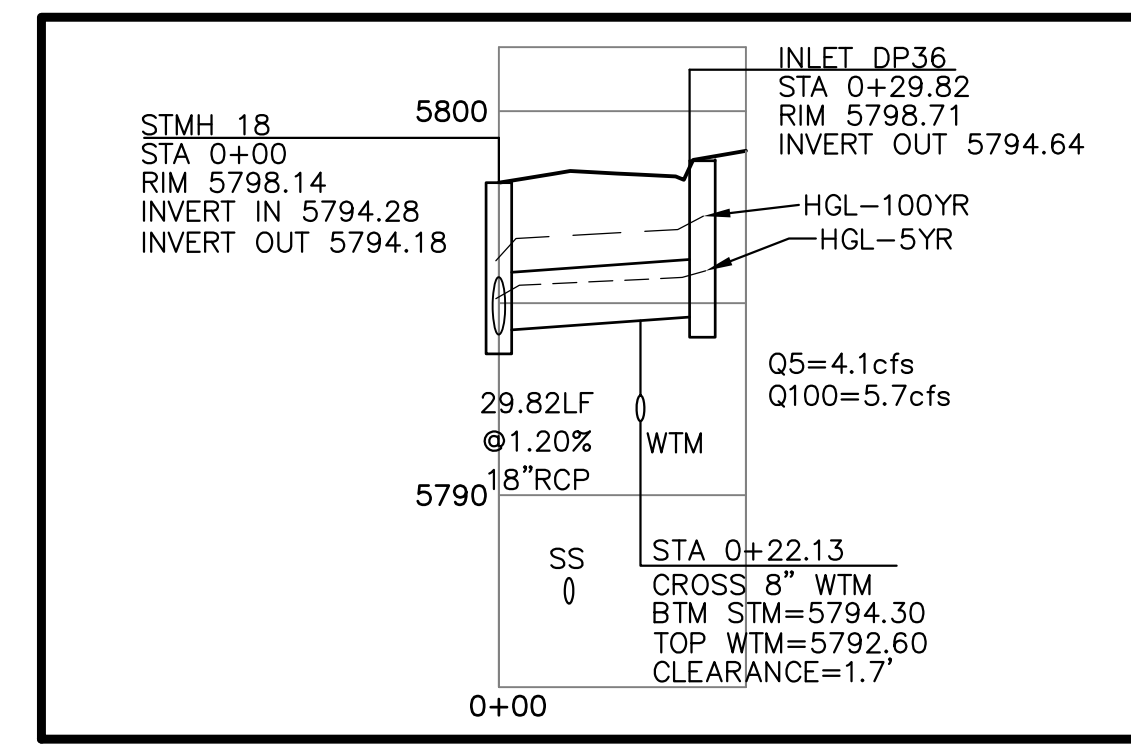 STMH 18
STA 0+00
RIM 5798.14
INVERT IN 5794.28
INVERT OUT 5794.18
5800
INLET DP36
STA 0+29.82
RIM 5798.71
INVERT OUT 5794.64
HGL-100YR
HGL-5YR
Q5=4.1cfs
Q100=5.7cfs
29.82LF
@1.20%
18"RCP
WTM
5790
SS
STA 0+22.13
CROSS 8" WTM
BTM STM=5794.30
TOP WTM=5792.60
CLEARANCE=1.7'
0+00